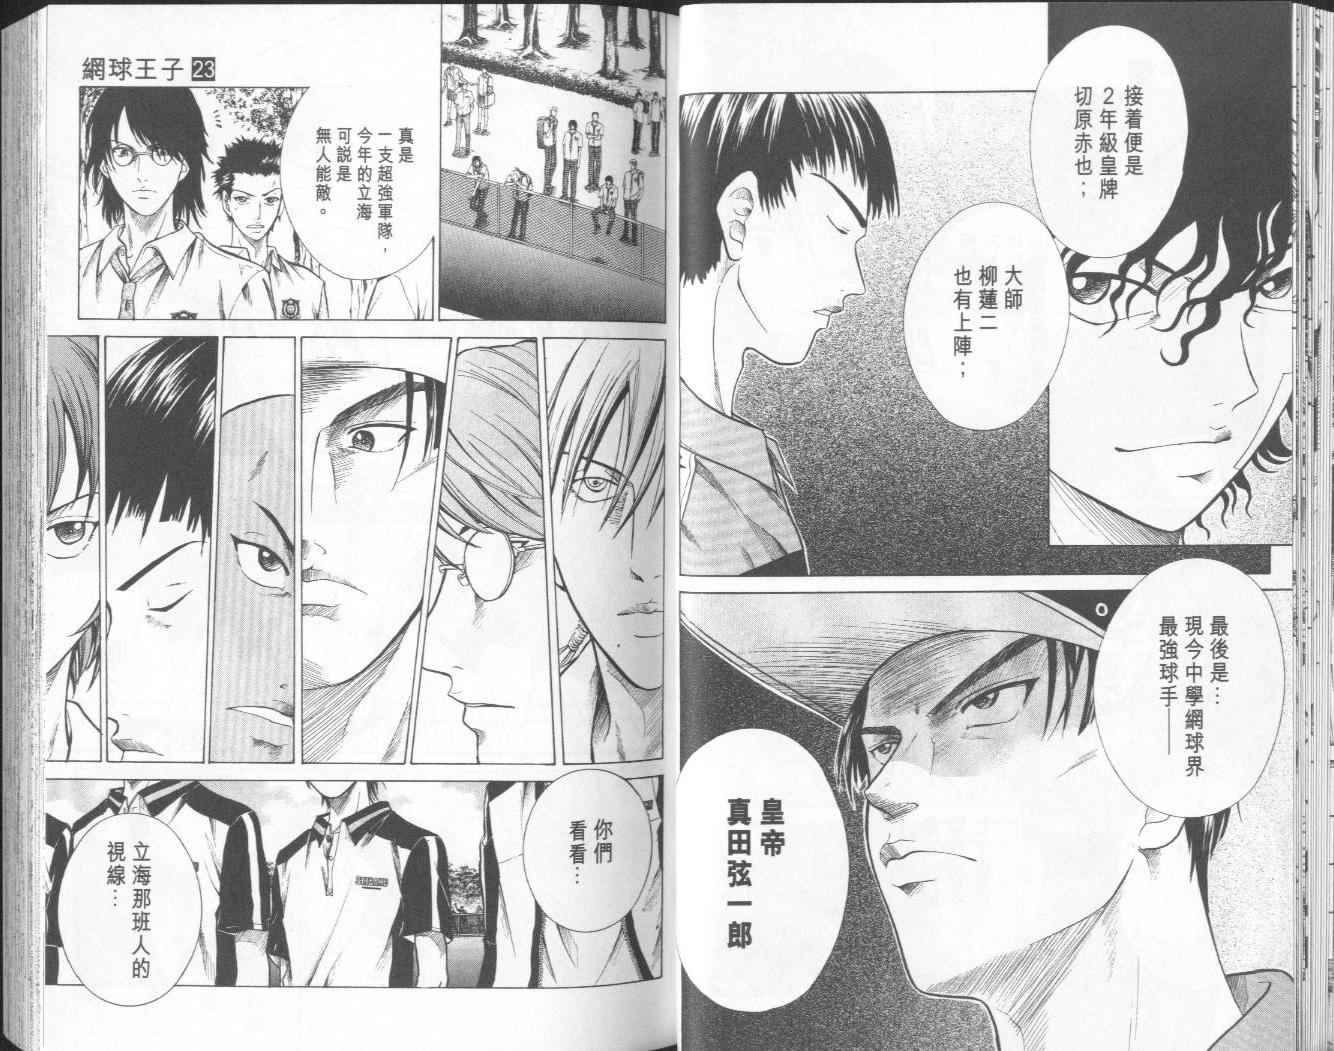 接着便是
2年級皇牌
切原赤也；
大師
柳蓮二
也有上陣；
最後是…
現今中學網球界
最強球手——
皇帝
真田弦一郎
網球王子 23
真是
一支超強軍隊，
今年的立海
可説是
無人能敵。
你們
看看…
立海那班人的
視線…